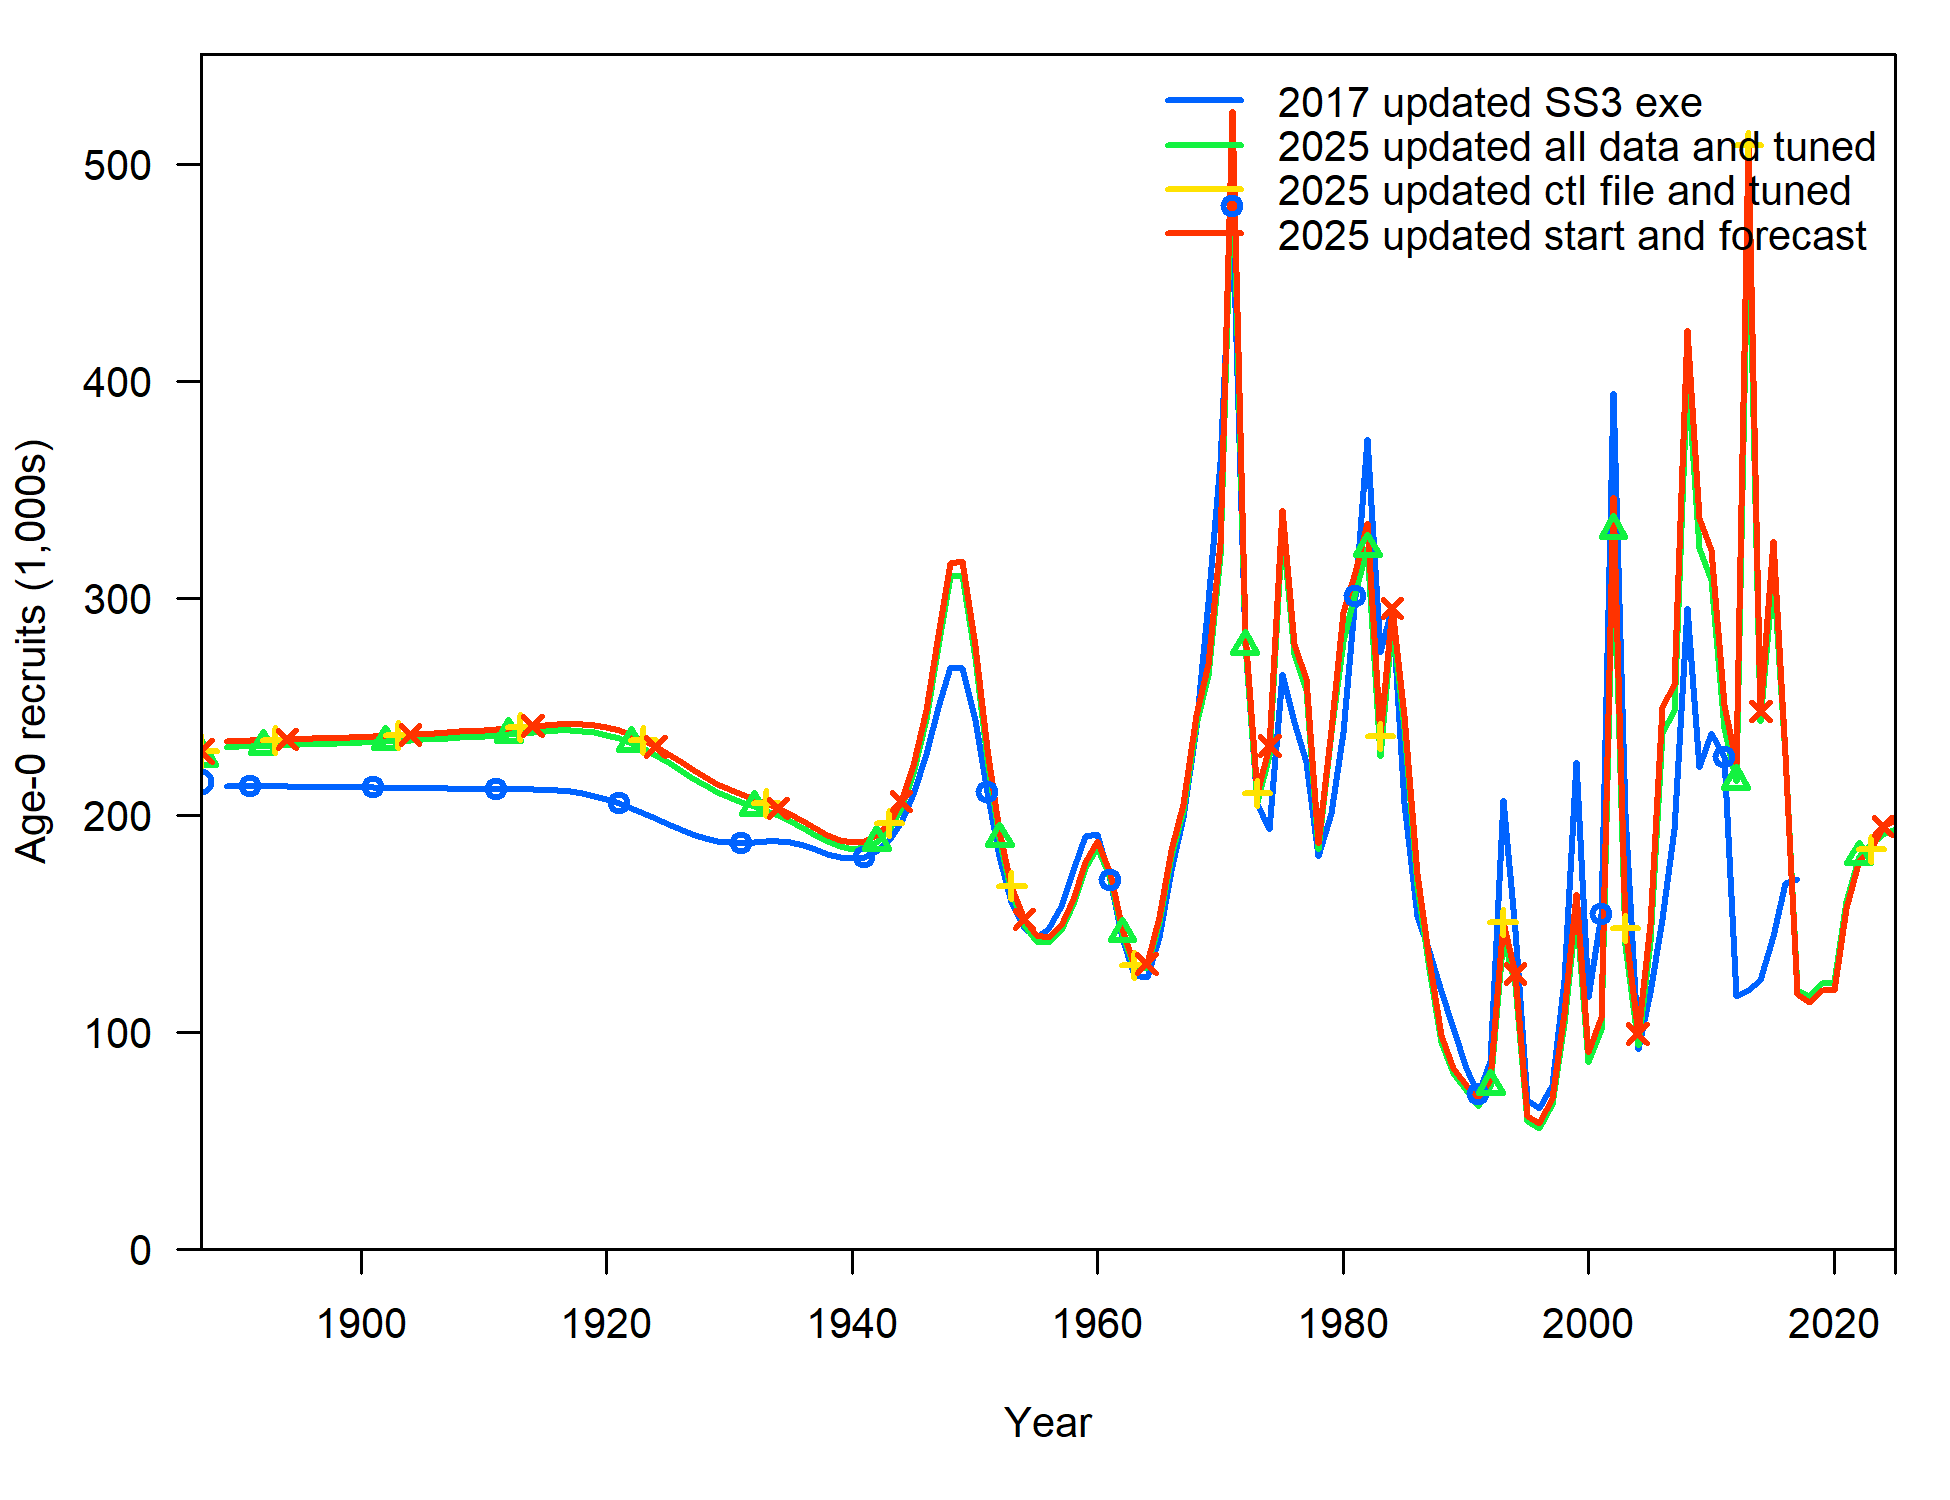 2017 updated SS3 exe
2025 updated all data and tuned
2025 updated ctl file and tuned
2025 updated start and forecast
Age-0 recruits (1,000s)
500
400
300
200
100
0
1900 1920 1940 1960 1980 2000 2020
Year